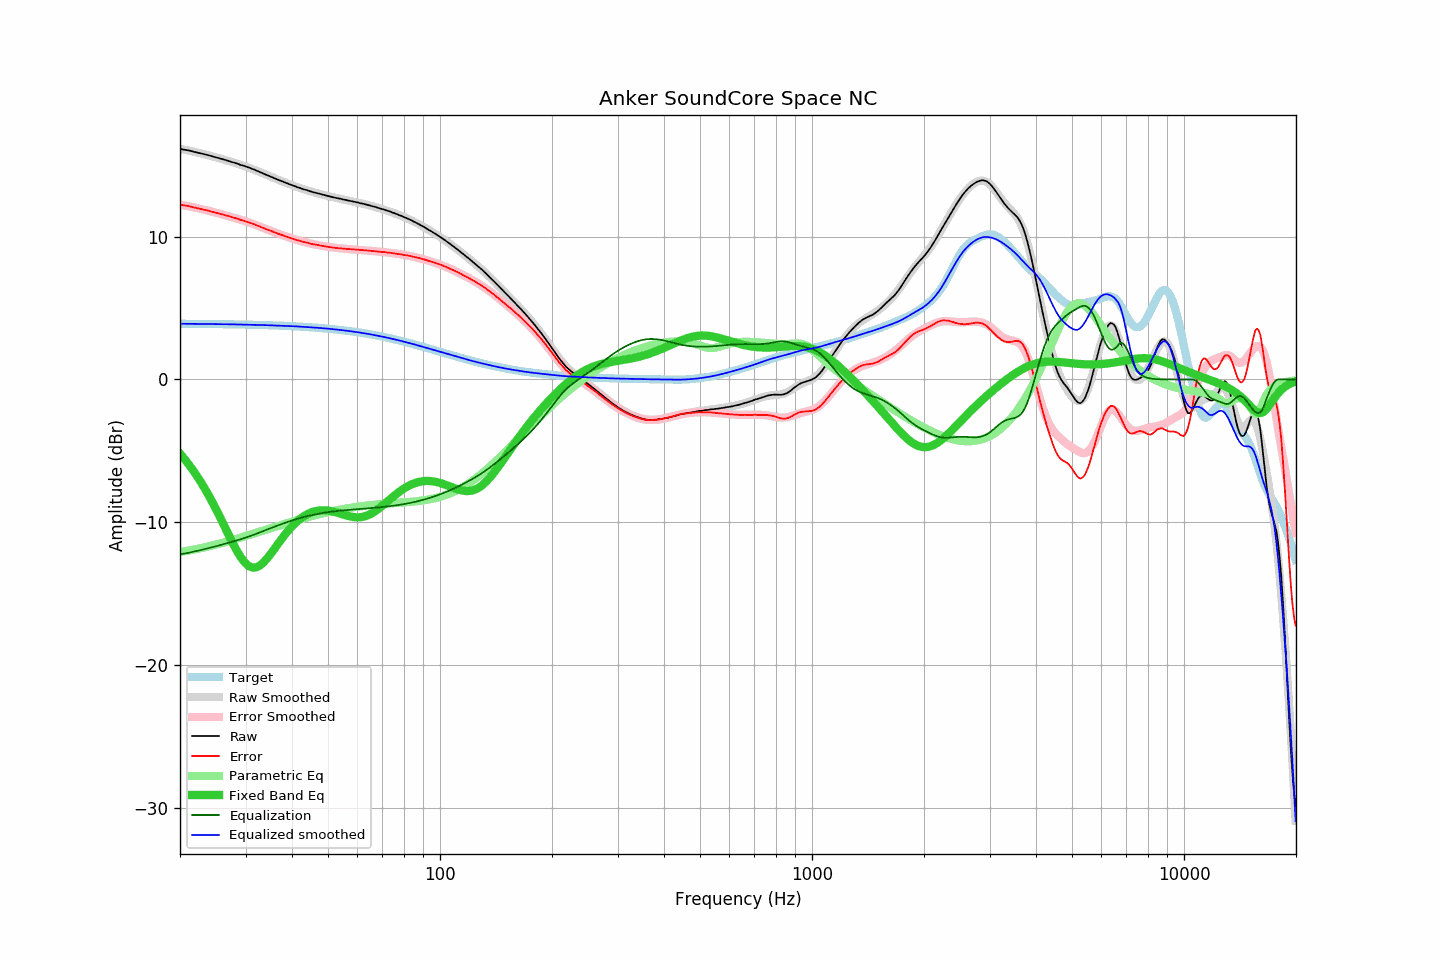 Anker SoundCore Space NC
Amplitude (dBr)
10
0
−10
−20
−30
Target
Raw Smoothed
Error Smoothed
Raw
Error
Parametric Eq
Fixed Band Eq
Equalization
Equalized smoothed
100
1000
10000
Frequency (Hz)